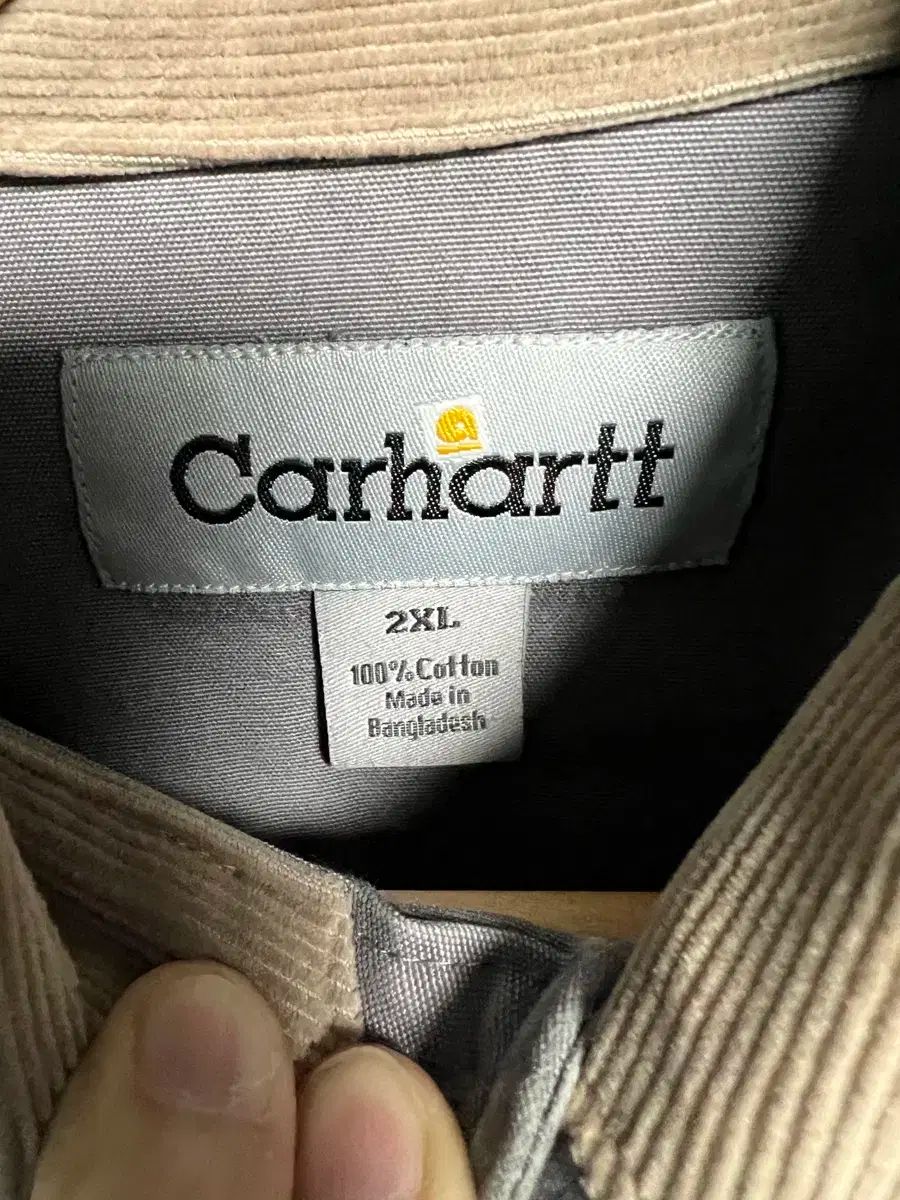 Carhartt
2XL
100% Cotton
Made in
Bangladesh